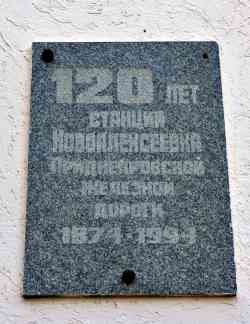 120 ЛЕТ
СТАНЦИИ
НОВОАЛЕКСЕЕВКА
ПРИДНЕПРОВСКОЙ
ЖЕЛЕЗНОЙ
ДОРОГИ
1874-1994